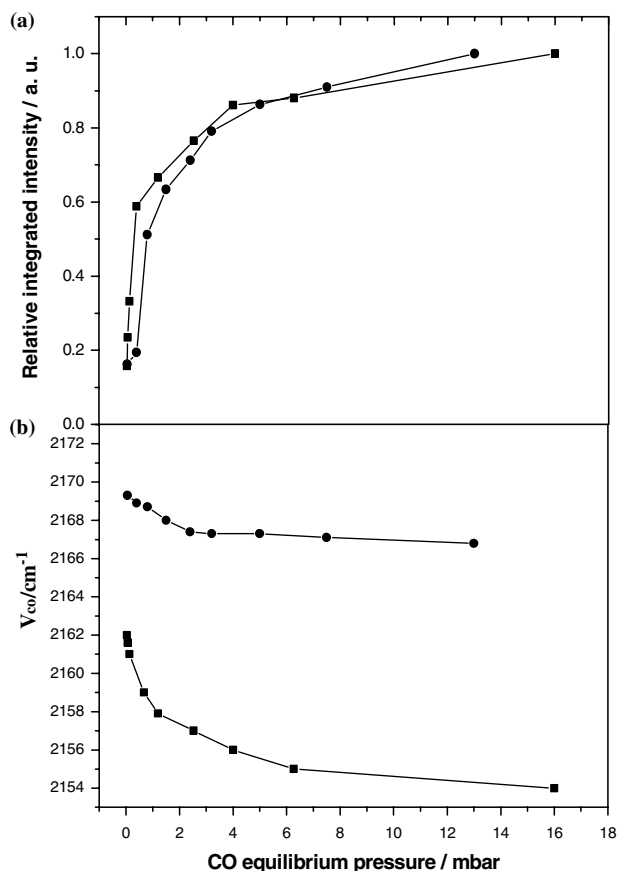 (a)
Relative integrated intensity / a. u.
1.0
0.8
0.6
0.4
0.2
0.0
(b)
Vco/cm-1
2172
2170
2168
2166
2164
2162
2160
2158
2156
2154
0 2 4 6 8 10 12 14 16 18
CO equilibrium pressure / mbar